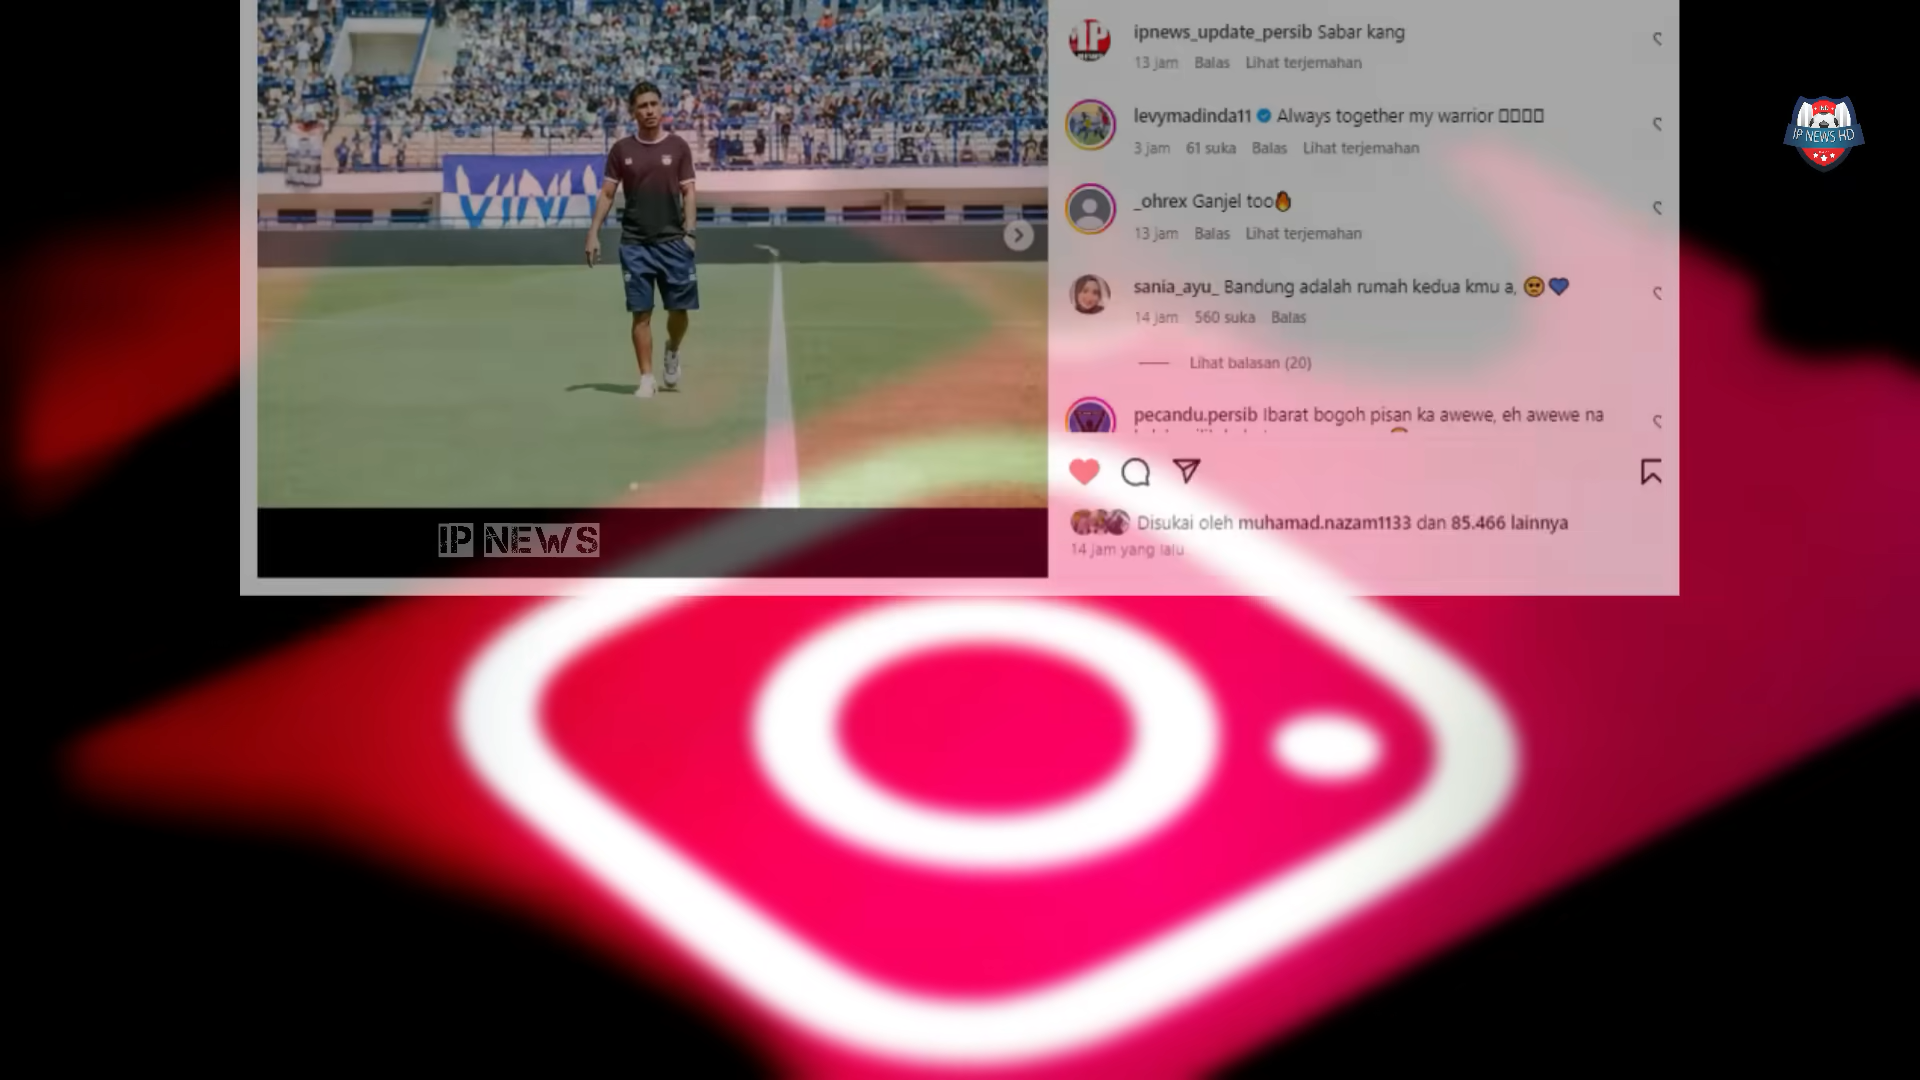 ipnews_update_persib Sabar kang
13 jam Balas Lihat terjemahan
levymadinda11 Always together my warrior
3 jam 61 suka Balas Lihat terjemahan
_ohrex Ganjel too🔥
13 jam Balas Lihat terjemahan
sania_ayu_ Bandung adalah rumah kedua kmu a, 🥺💙
14 jam 560 suka Balas
Lihat balasan (20)
pecandu.persib Ibarat bogoh pisan ka awewe, eh awewe na
Disukai oleh muhamad.nazam1133 dan 85.466 lainnya
14 jam yang lalu
IP NEWS
IP NEWS HD